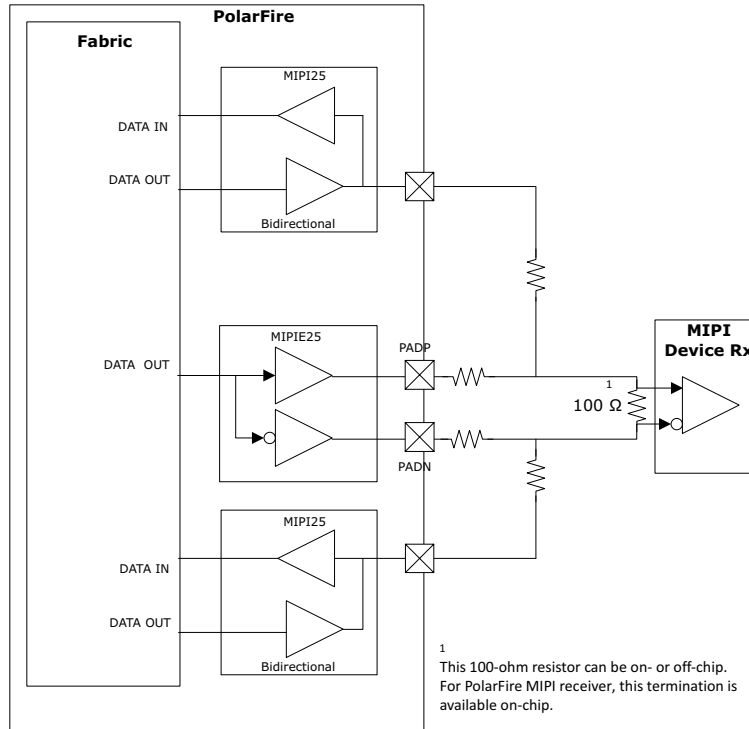 PolarFire
Fabric
MIPI25
DATA IN
DATA OUT
Bidirectional
MIPIE25
DATA  OUT
PADP
PADN
MIPI
Device Rx
1
100 Ω
MIPI25
DATA IN
DATA OUT
Bidirectional
1
This 100-ohm resistor can be on- or off-chip.
For PolarFire MIPI receiver, this termination is
available on-chip.